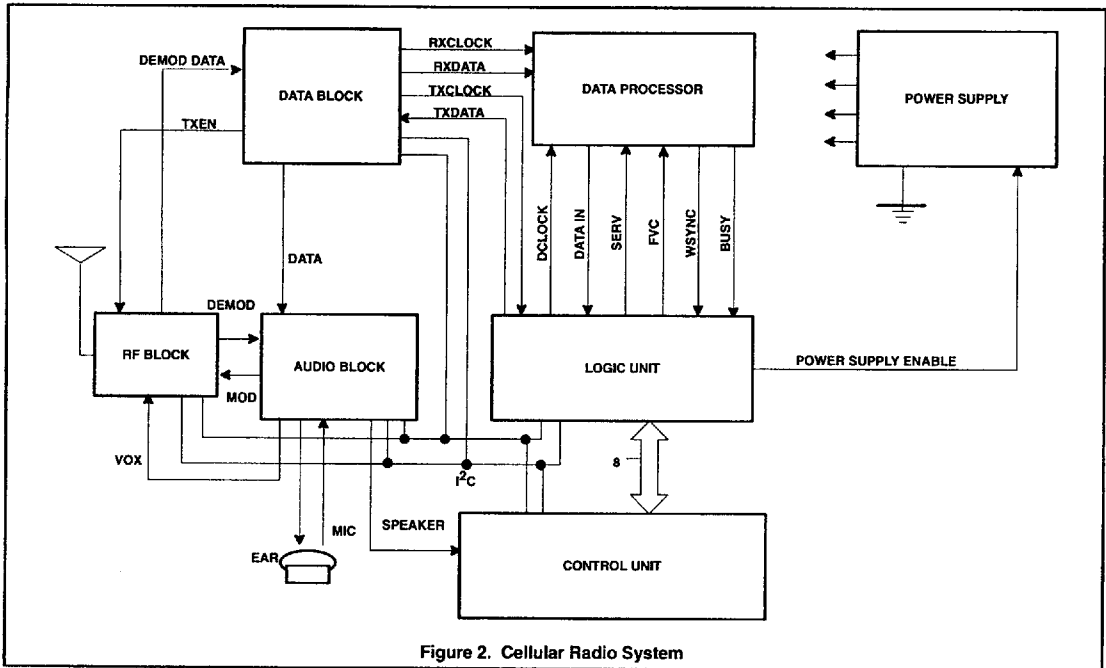 DEMOD DATA
DATA BLOCK
RXCLOCK
RXDATA
TXCLOCK
TXDATA
DATA PROCESSOR
POWER SUPPLY
TXEN
DATA
DCLOCK
DATA IN
SERV
FVC
WSYNC
BUSY
DEMOD
RF BLOCK
AUDIO BLOCK
MOD
LOGIC UNIT
POWER SUPPLY ENABLE
VOX
I²C
8
EAR
MIC
SPEAKER
CONTROL UNIT
Figure 2. Cellular Radio System